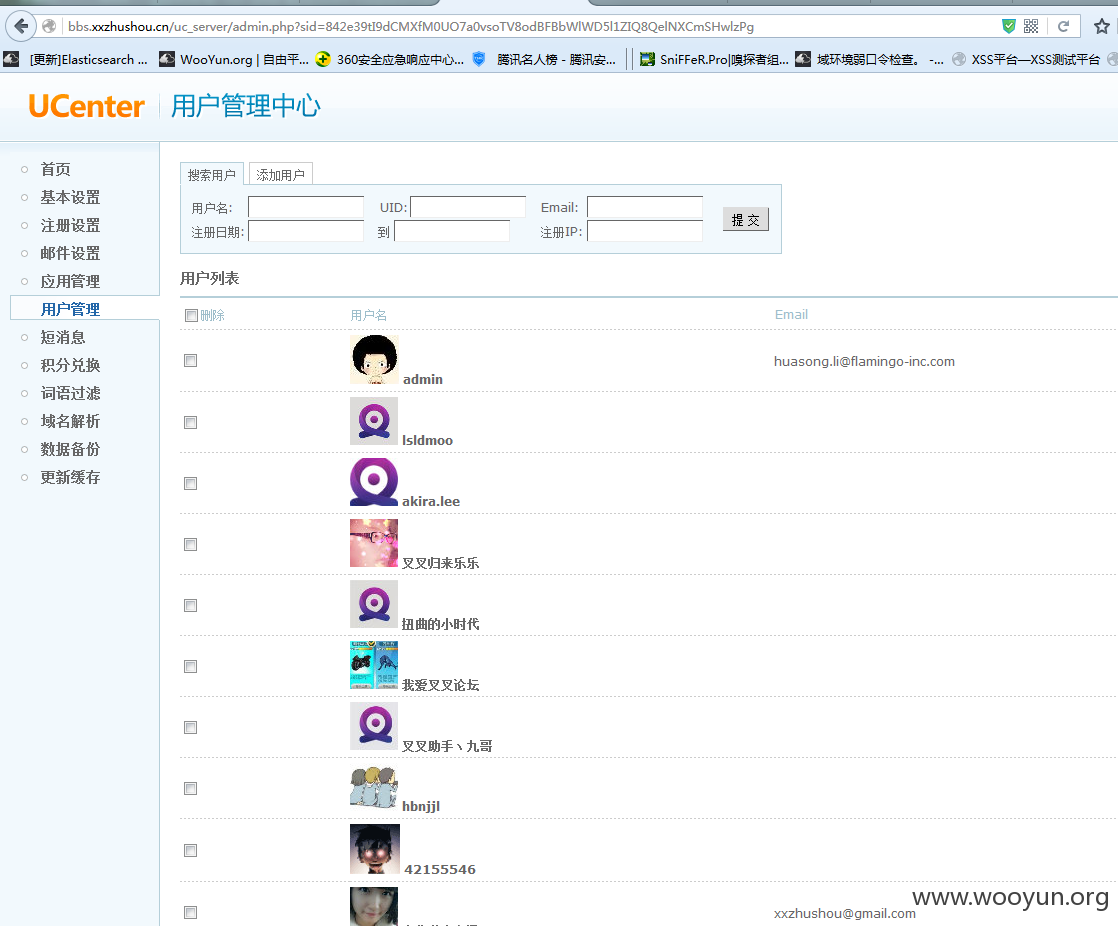 bbs.xxzhushou.cn/uc_server/admin.php?sid=842e39tI9dCMXfM0UO7a0vsoTV8odBFBbWlWD5l1ZIQ8QelNXCmSHwlzPg
[更新]Elasticsearch ... WooYun.org | 自由平... 360安全应急响应中心... 腾讯名人榜 - 腾讯安... SniFFeR.Pro|嗅探者组... 域环境弱口令检查。 -... XSS平台—XSS测试平台
UCenter 用户管理中心
首页
基本设置
注册设置
邮件设置
应用管理
用户管理
短消息
积分兑换
词语过滤
域名解析
数据备份
更新缓存
搜索用户 添加用户
用户名: UID: Email:
注册日期: 到 注册IP:
提 交
用户列表
删除 用户名 Email
admin huasong.li@flamingo-inc.com
lsldmoo
akira.lee
叉叉归来乐乐
扭曲的小时代
我爱叉叉论坛
叉叉助手丶九哥
hbnjjl
42155546
xxzhushou@gmail.com
www.wooyun.org